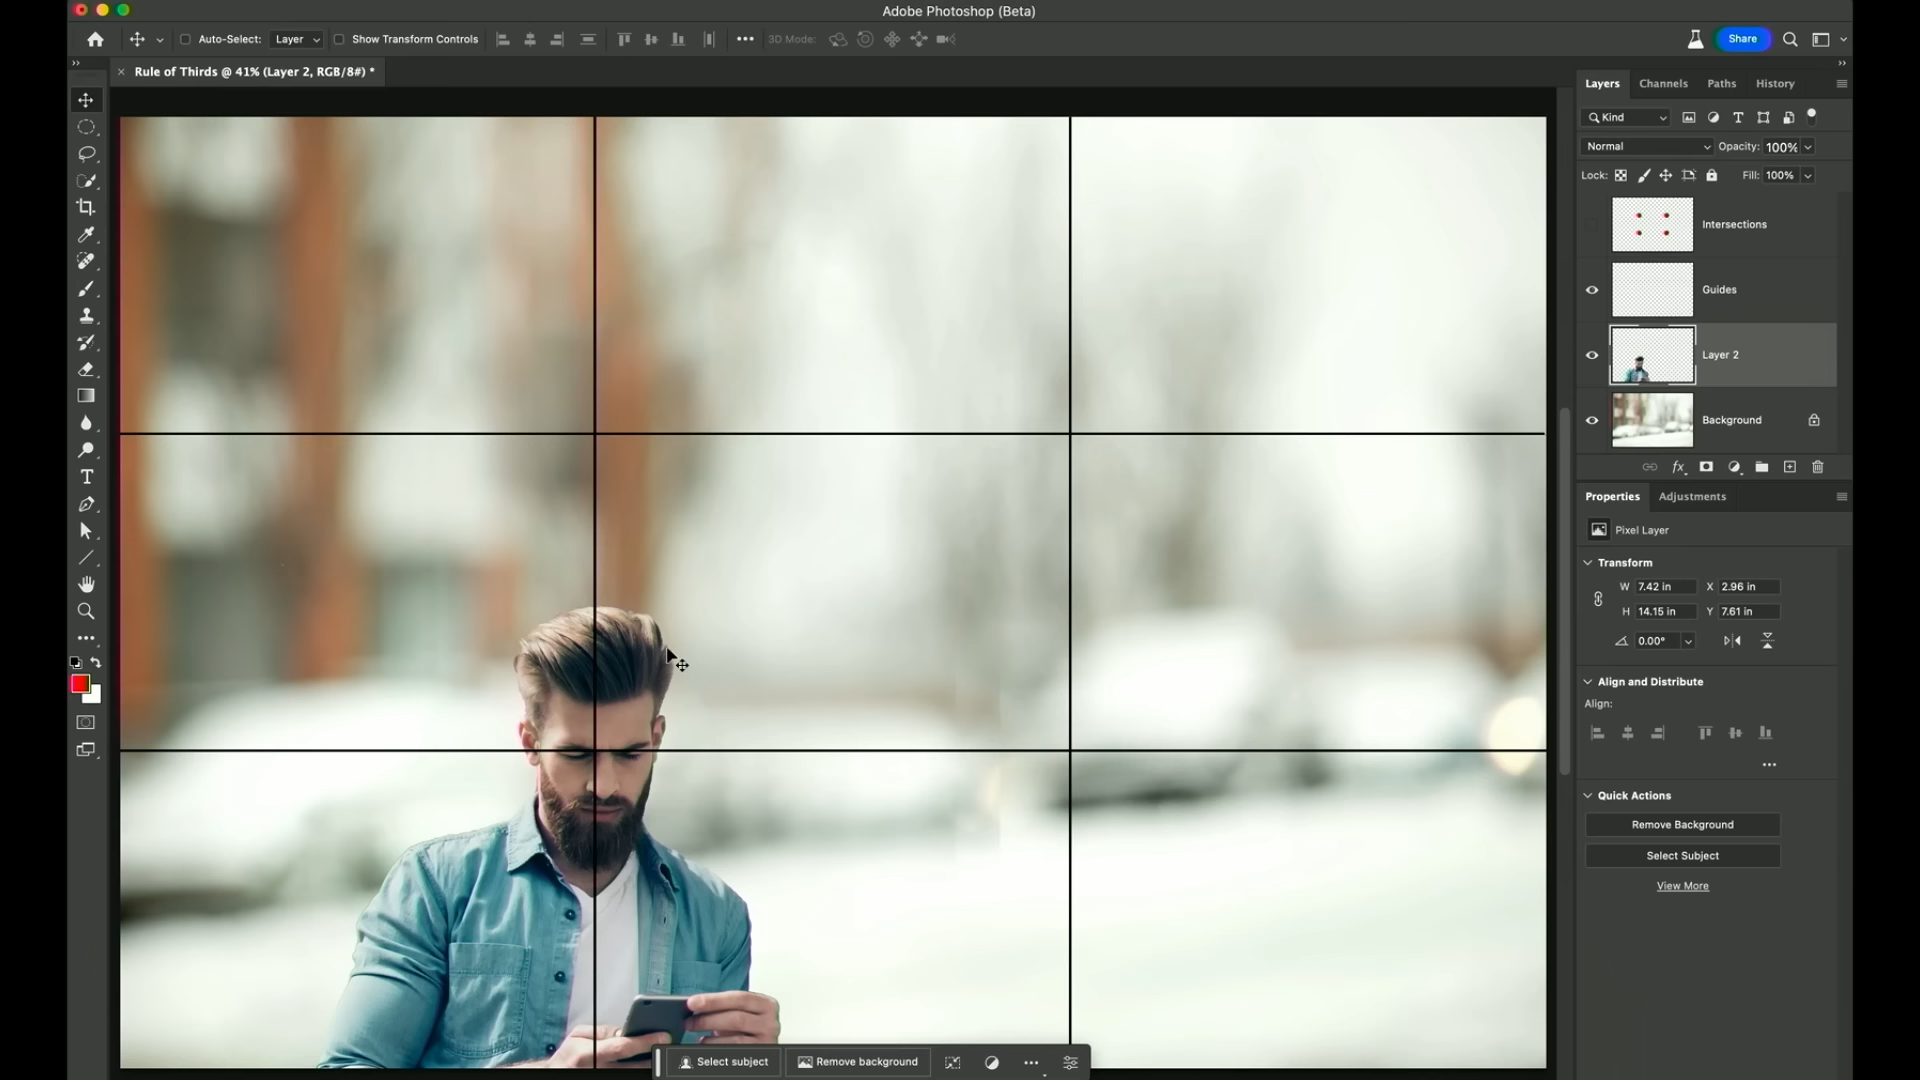 Adobe Photoshop (Beta)
Auto-Select: Layer Show Transform Controls 3D Mode: Share
Rule of Thirds @ 41% (Layer 2, RGB/8#) *
Layers Channels Paths History
Kind
Normal Opacity: 100%
Lock: Fill: 100%
Intersections
Guides
Layer 2
Background
Properties Adjustments
Pixel Layer
Transform
W 7.42 in X 2.96 in
H 14.15 in Y 7.61 in
0.00°
Align and Distribute
Align:
Quick Actions
Remove Background
Select Subject
View More
Select subject Remove background